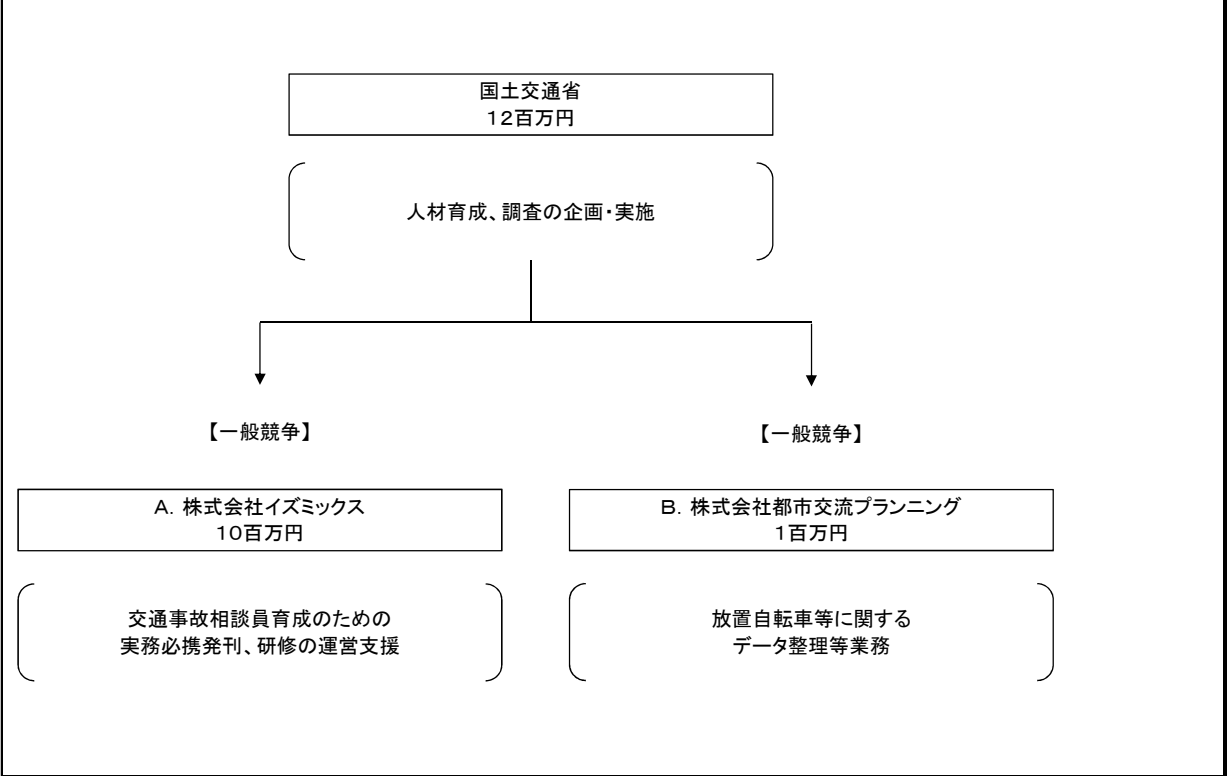 国土交通省
12百万円
人材育成、調査の企画・実施
【一般競争】
【一般競争】
A. 株式会社イズミックス
10百万円
B. 株式会社都市交流プランニング
1百万円
交通事故相談員育成のための
実務必携発刊、研修の運営支援
放置自転車等に関する
データ整理等業務